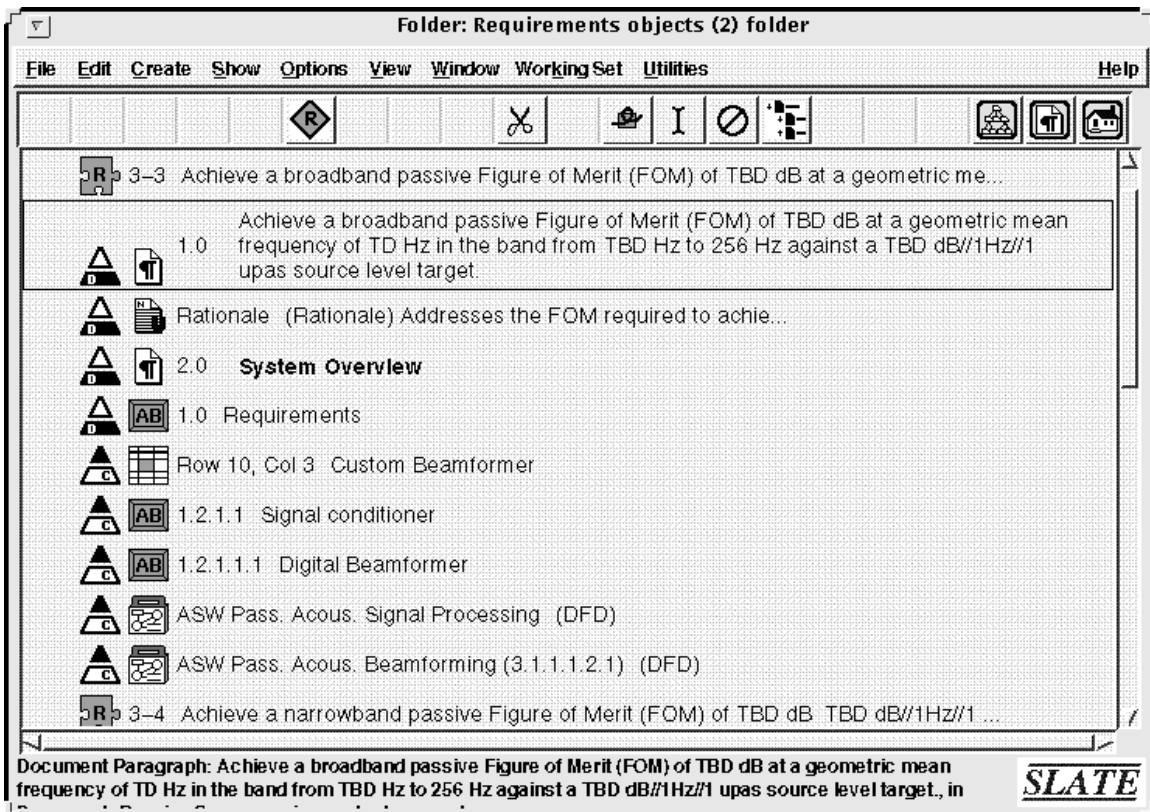 Folder: Requirements objects (2) folder
File Edit Create Show Options View Window Working Set Utilities Help
R
R 3–3 Achieve a broadband passive Figure of Merit (FOM) of TBD dB at a geometric me...
D 1.0 Achieve a broadband passive Figure of Merit (FOM) of TBD dB at a geometric mean
frequency of TD Hz in the band from TBD Hz to 256 Hz against a TBD dB//1Hz//1
upas source level target.
D N Rationale (Rationale) Addresses the FOM required to achie...
D 2.0 System Overview
D AB 1.0 Requirements
C Row 10, Col 3 Custom Beamformer
C AB 1.2.1.1 Signal conditioner
C AB 1.2.1.1.1 Digital Beamformer
C ASW Pass. Acous. Signal Processing (DFD)
C ASW Pass. Acous. Beamforming (3.1.1.1.2.1) (DFD)
R 3–4 Achieve a narrowband passive Figure of Merit (FOM) of TBD dB TBD dB//1Hz//1 ...
Document Paragraph: Achieve a broadband passive Figure of Merit (FOM) of TBD dB at a geometric mean
frequency of TD Hz in the band from TBD Hz to 256 Hz against a TBD dB//1Hz//1 upas source level target., in
SLATE